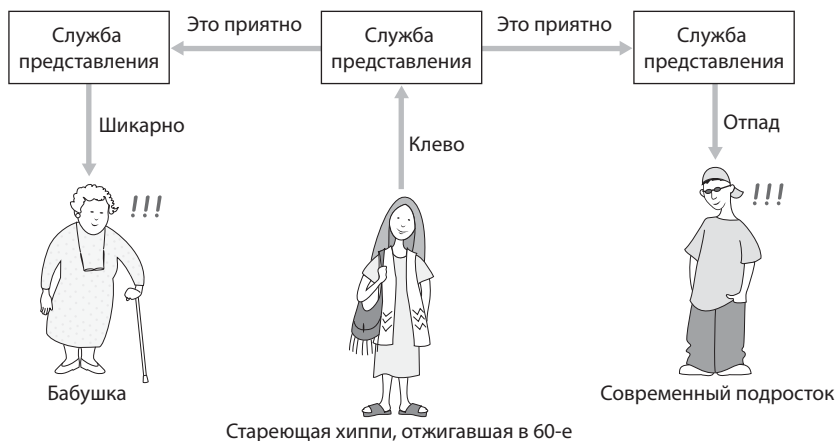 Служба
представления
Это приятно
Служба
представления
Это приятно
Служба
представления
Шикарно
Клево
Отпад
!!!
!!!
Бабушка
Современный подросток
Стареющая хиппи, отжигавшая в 60-е